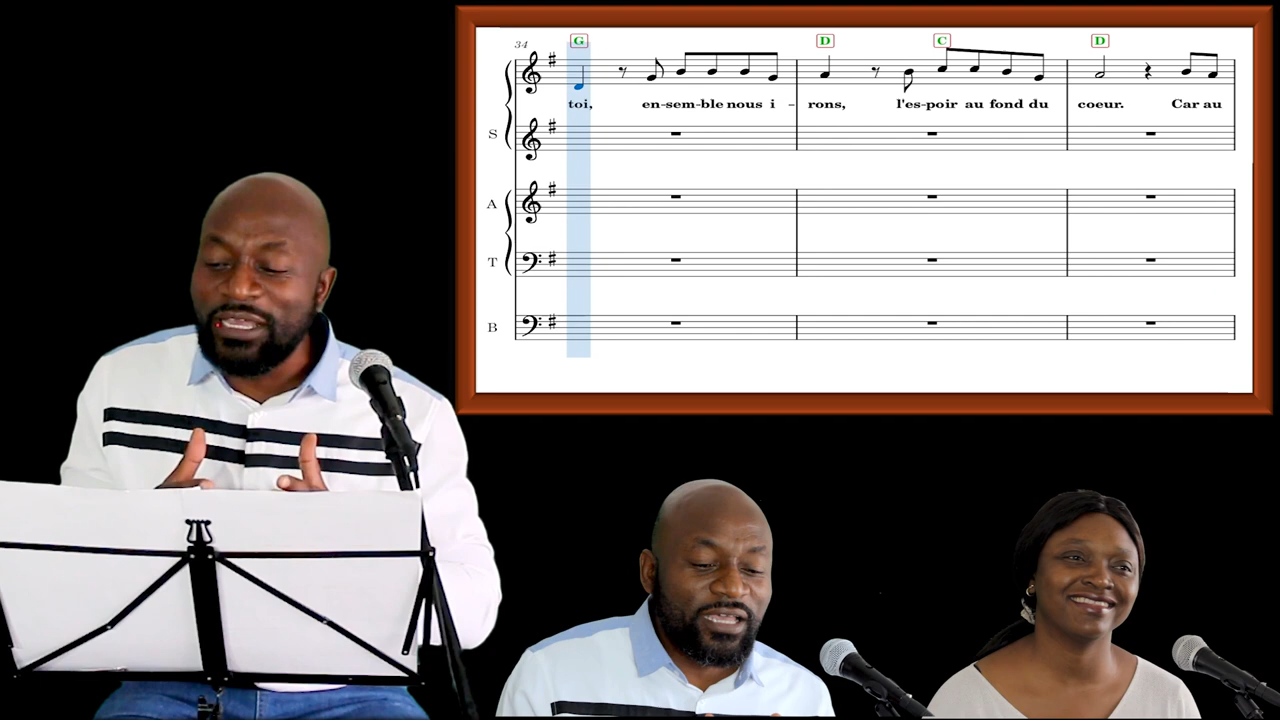 34 G D C D
toi, en-sem-ble nous i - rons, l'es-poir au fond du coeur. Car au
S
A
T
B